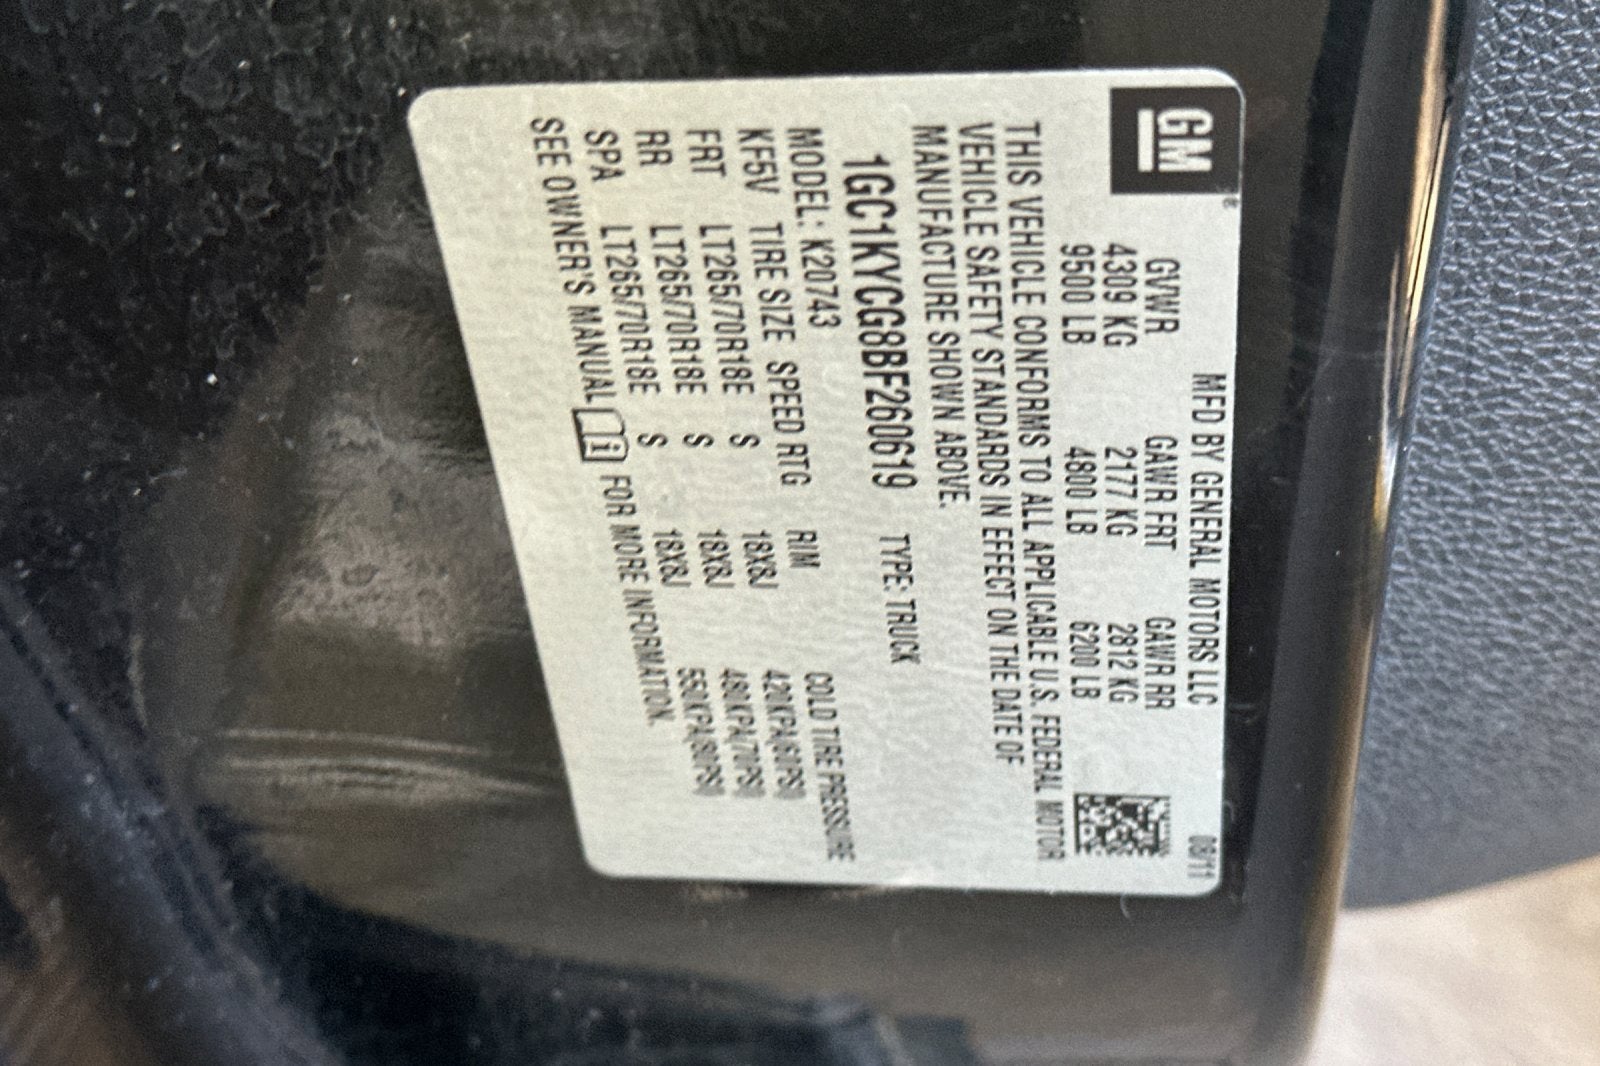 GM
MFD BY GENERAL MOTORS LLC 08/11
GVWR GAWR FRT GAWR RR
4309 KG 2177 KG 2812 KG
9500 LB 4800 LB 6200 LB
THIS VEHICLE CONFORMS TO ALL APPLICABLE U.S. FEDERAL MOTOR
VEHICLE SAFETY STANDARDS IN EFFECT ON THE DATE OF
MANUFACTURE SHOWN ABOVE.
1GC1KYCG8BF260619 TYPE: TRUCK
MODEL: K20743
KF5V TIRE SIZE SPEED RTG RIM COLD TIRE PRESSURE
FRT LT265/70R18E S 18X8J 420KPA(60PSI)
RR LT265/70R18E S 18X8J 480KPA(70PSI)
SPA LT265/70R18E S 18X8J 550KPA(80PSI)
SEE OWNER'S MANUAL i FOR MORE INFORMATION.